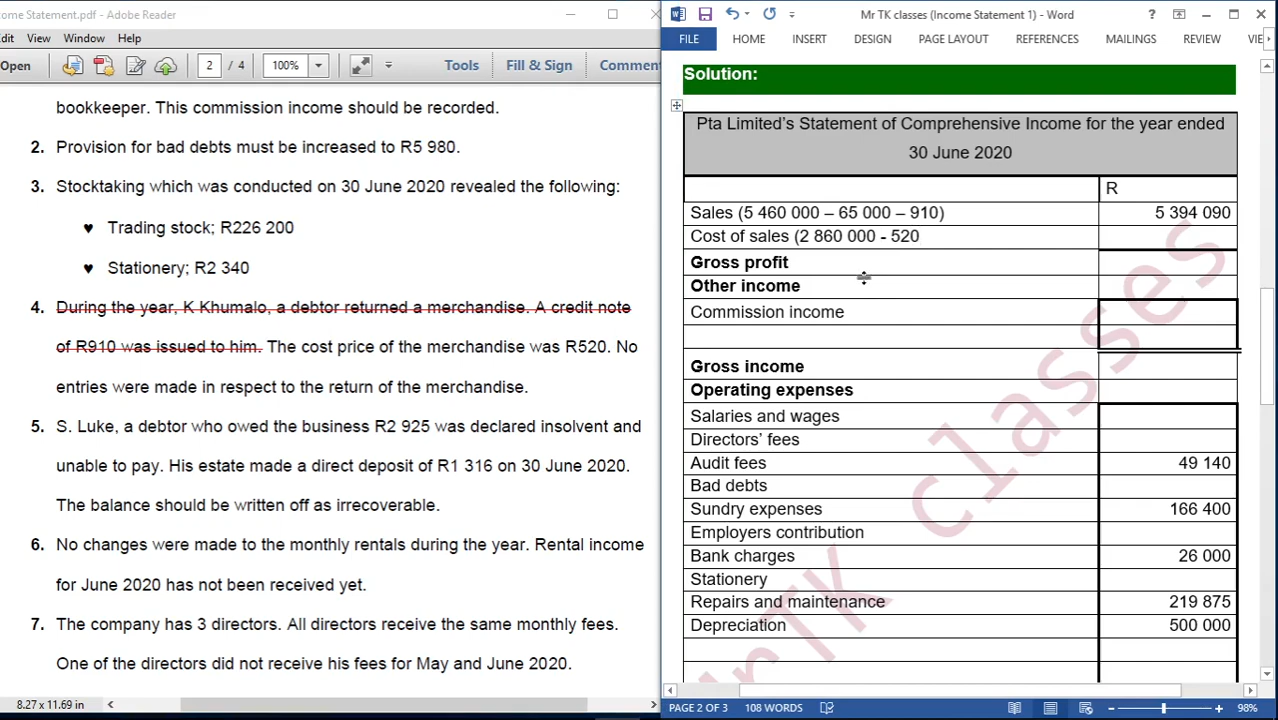 ome Statement.pdf - Adobe Reader
dit View Window Help
Open 2 / 4 100% Tools Fill & Sign Commen
bookkeeper. This commission income should be recorded.
2. Provision for bad debts must be increased to R5 980.
3. Stocktaking which was conducted on 30 June 2020 revealed the following:
♥ Trading stock; R226 200
♥ Stationery; R2 340
4. During the year, K Khumalo, a debtor returned a merchandise. A credit note
of R910 was issued to him. The cost price of the merchandise was R520. No
entries were made in respect to the return of the merchandise.
5. S. Luke, a debtor who owed the business R2 925 was declared insolvent and
unable to pay. His estate made a direct deposit of R1 316 on 30 June 2020.
The balance should be written off as irrecoverable.
6. No changes were made to the monthly rentals during the year. Rental income
for June 2020 has not been received yet.
7. The company has 3 directors. All directors receive the same monthly fees.
One of the directors did not receive his fees for May and June 2020.
8.27 x 11.69 in
Mr TK classes (Income Statement 1) - Word
FILE HOME INSERT DESIGN PAGE LAYOUT REFERENCES MAILINGS REVIEW VIE
Solution:
Pta Limited's Statement of Comprehensive Income for the year ended
30 June 2020
R
Sales (5 460 000 – 65 000 – 910) 5 394 090
Cost of sales (2 860 000 - 520
Gross profit
Other income
Commission income
Gross income
Operating expenses
Salaries and wages
Directors' fees
Audit fees 49 140
Bad debts
Sundry expenses 166 400
Employers contribution
Bank charges 26 000
Stationery
Repairs and maintenance 219 875
Depreciation 500 000
Mr TK classes
PAGE 2 OF 3 108 WORDS 98%